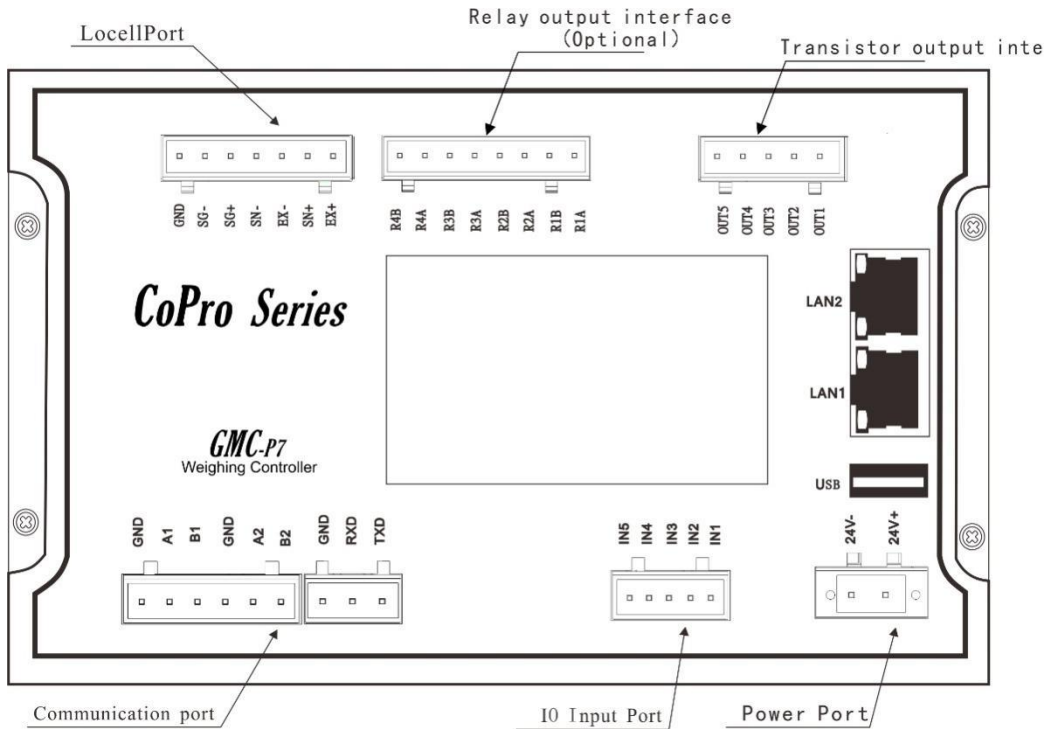 LocellPort
Relay output interface
(Optional)
Transistor output inte
GND SG- SG+ SN- EX- SN+ EX+
R4B R4A R3B R3A R2B R2A R1B R1A
OUT5 OUT4 OUT3 OUT2 OUT1
CoPro Series
LAN2
LAN1
GMC-P7
Weighing Controller
USB
GND A1 B1 GND A2 B2
GND RXD TXD
IN5 IN4 IN3 IN2 IN1
24V- 24V+
Communication port
IO Input Port
Power Port